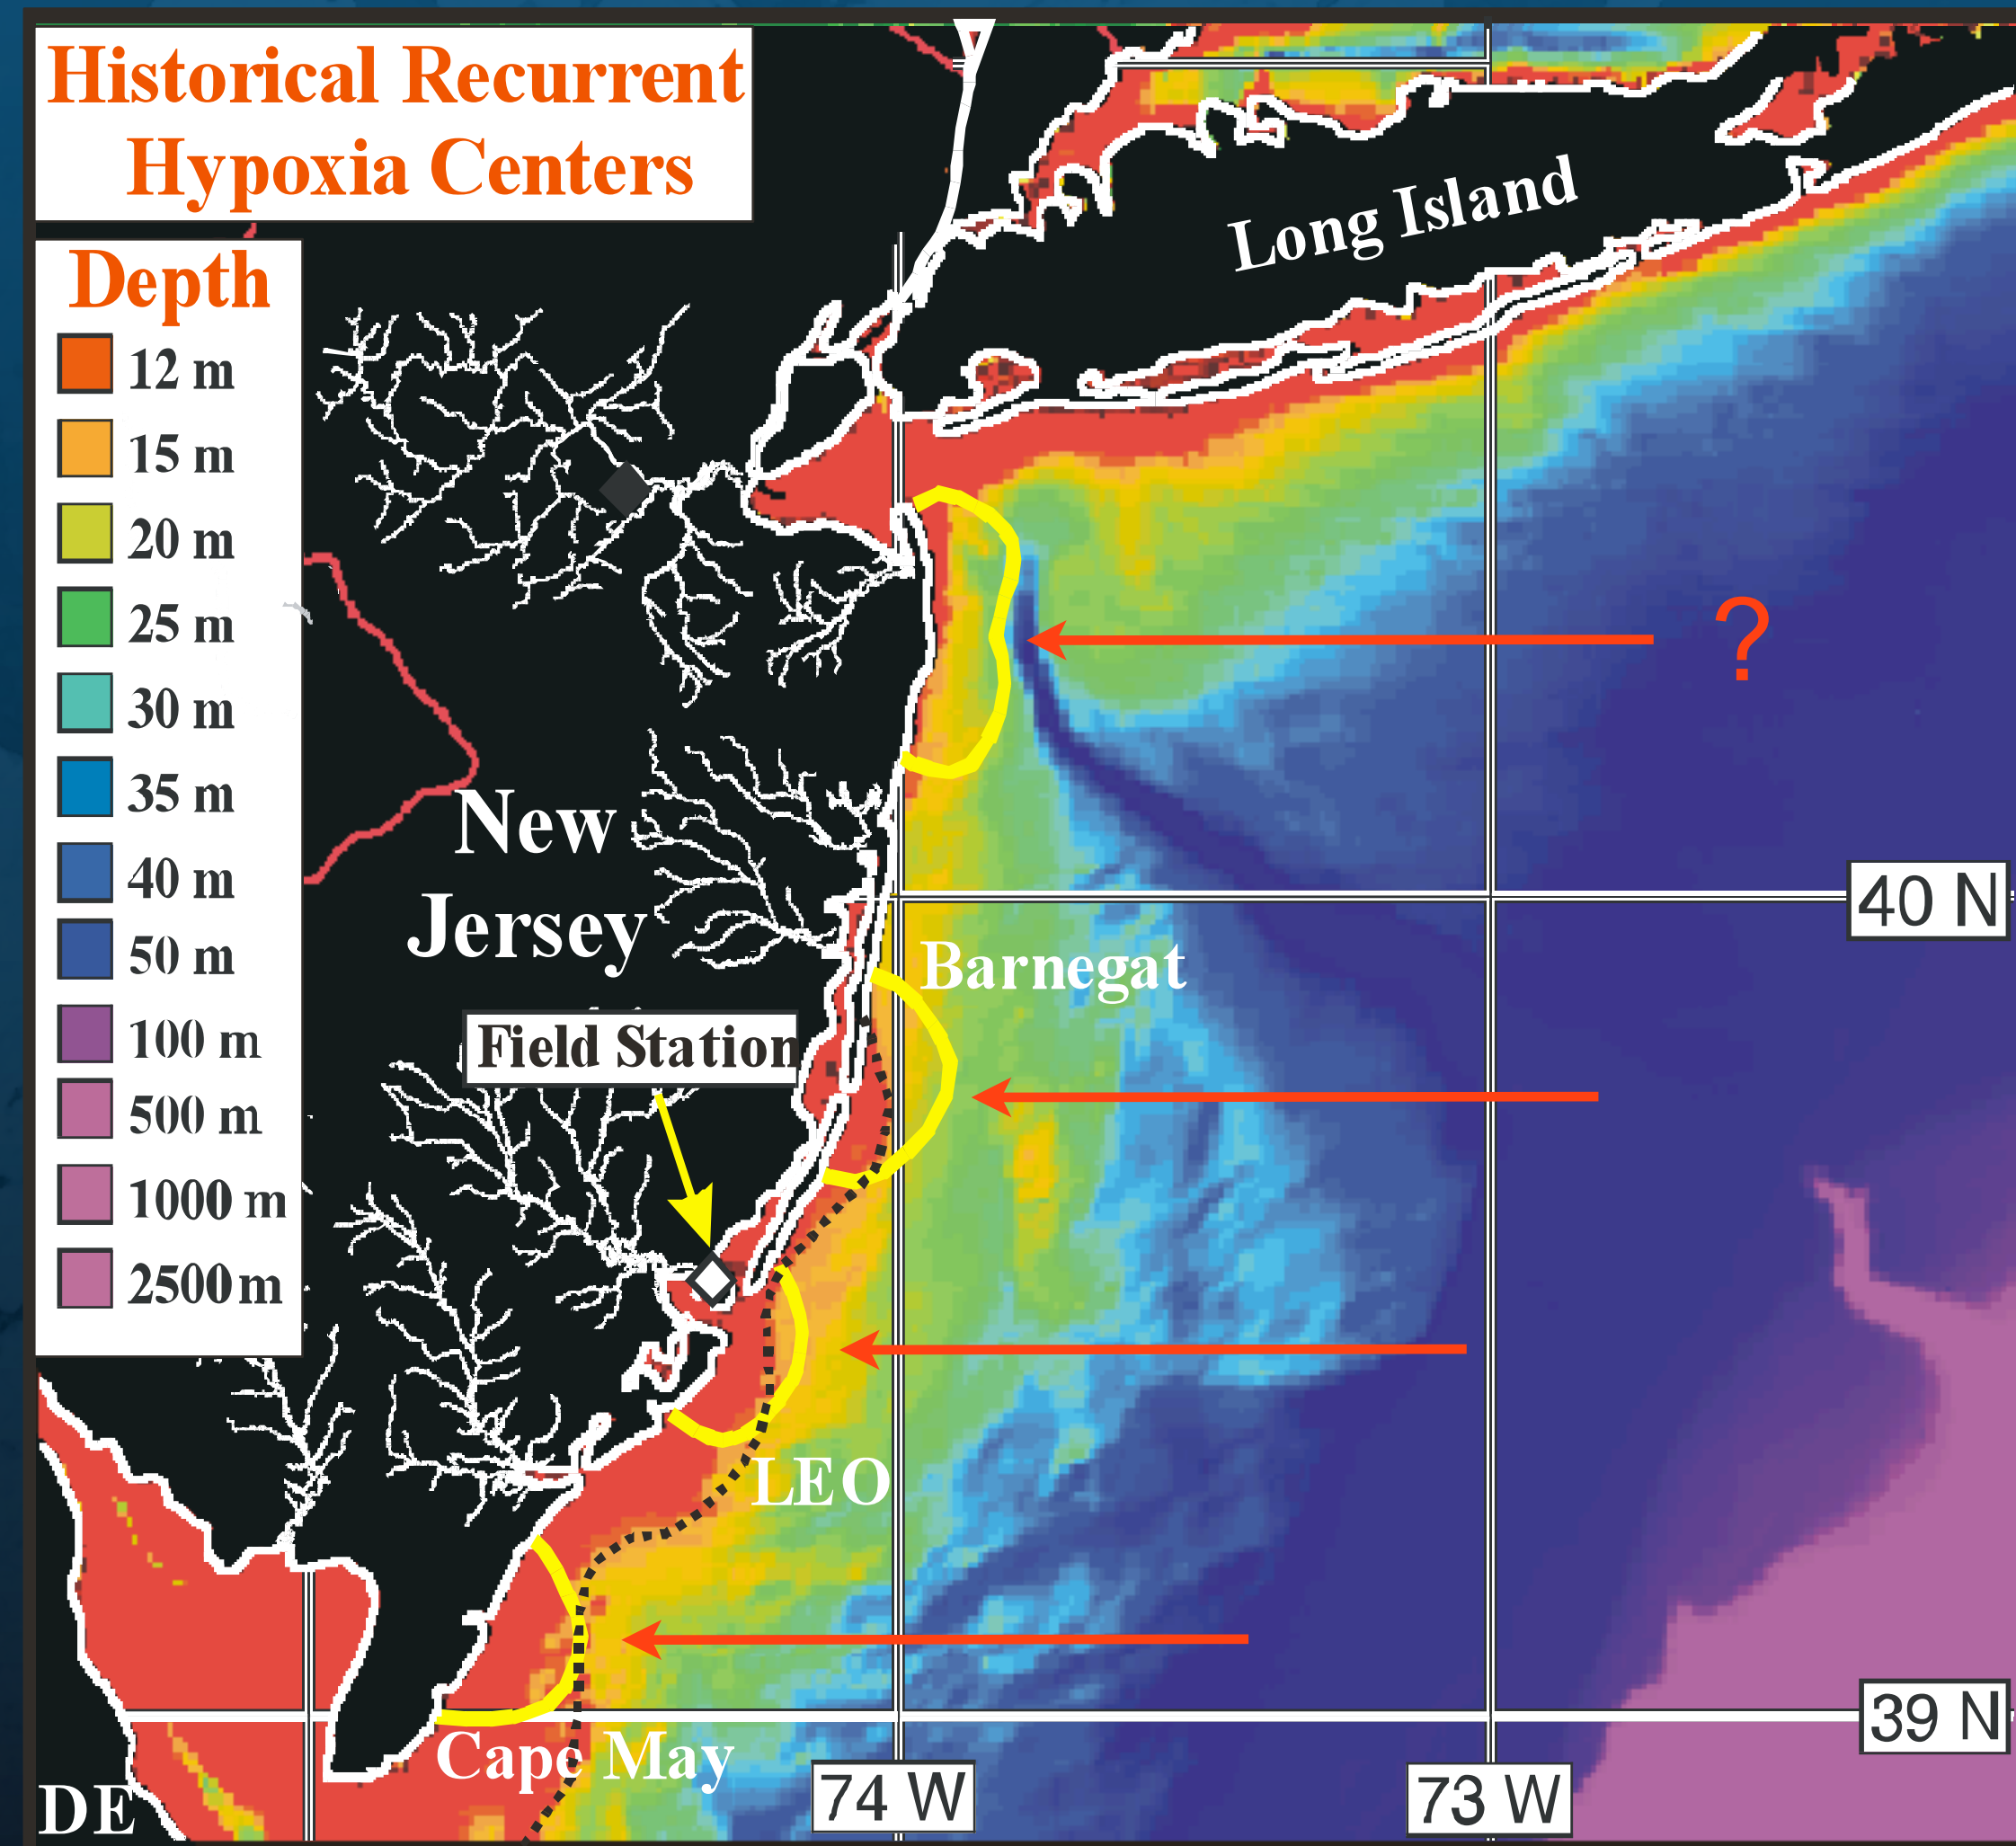 Historical Recurrent
Hypoxia Centers
Depth
12 m
15 m
20 m
25 m
30 m
35 m
40 m
50 m
100 m
500 m
1000 m
2500 m
Long Island
?
New
Jersey
40 N
Barnegat
Field Station
LEO
39 N
Cape May
DE
74 W
73 W